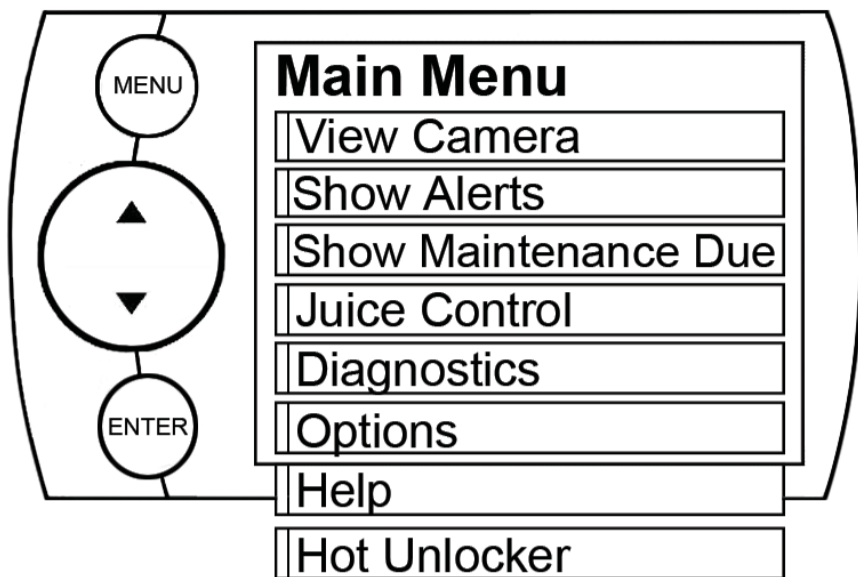 MENU
ENTER
Main Menu
View Camera
Show Alerts
Show Maintenance Due
Juice Control
Diagnostics
Options
Help
Hot Unlocker